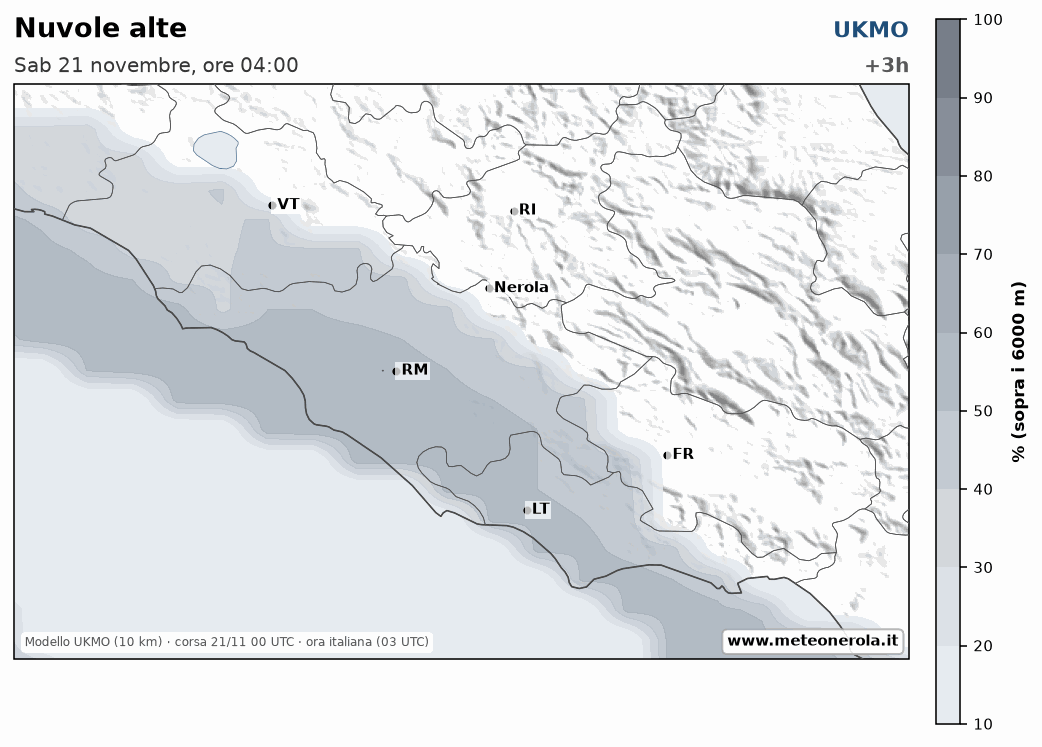 Nuvole alte
UKMO
Sab 21 novembre, ore 04:00
+3h
100
90
80
70
60
50
40
30
20
10
% (sopra i 6000 m)
VT
RI
Nerola
RM
FR
LT
Modello UKMO (10 km) · corsa 21/11 00 UTC · ora italiana (03 UTC)
www.meteonerola.it